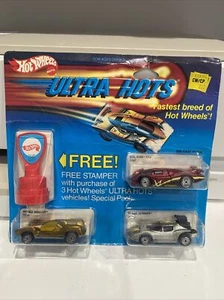 Hot Wheels
ULTRA HOTS
Fastest breed of
Hot Wheels!
FREE!
FREE STAMPER
with purchase of
3 Hot Wheels ULTRA HOTS
vehicles! Special Pack